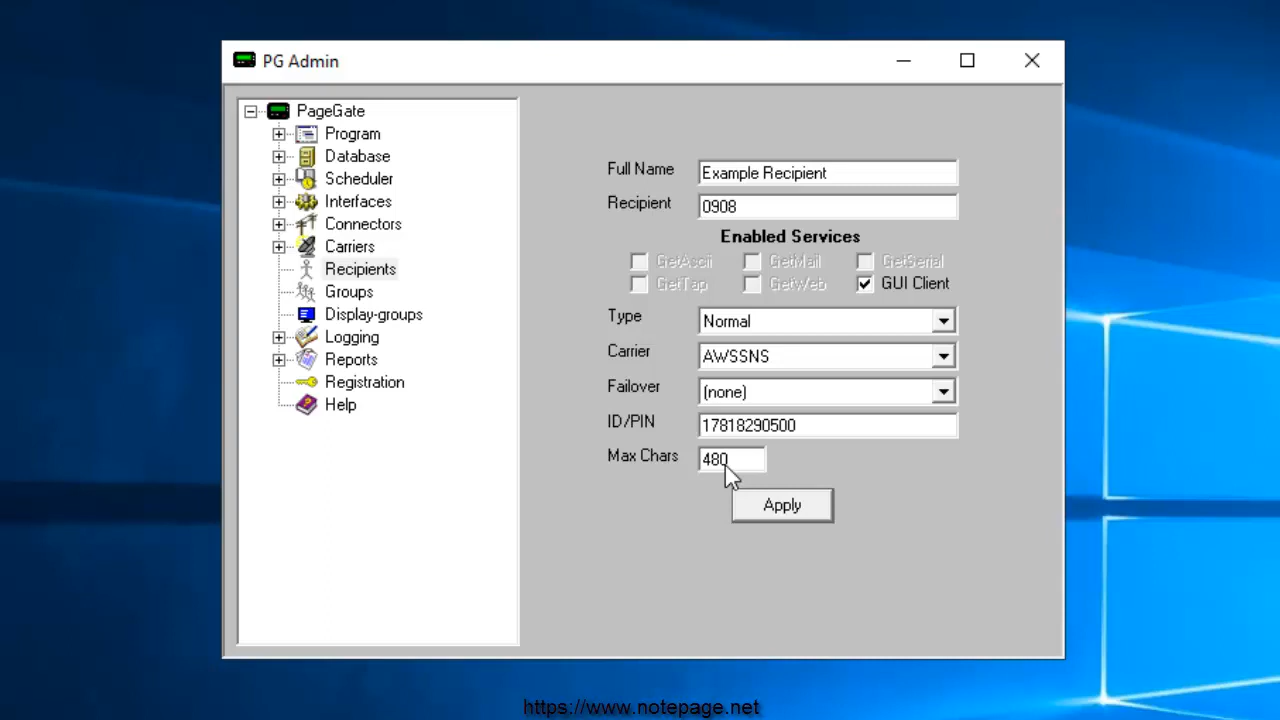 PG Admin
PageGate
Program
Database
Scheduler
Interfaces
Connectors
Carriers
Recipients
Groups
Display-groups
Logging
Reports
Registration
Help
Full Name Example Recipient
Recipient 0908
Enabled Services
GetAscii GetMail GetSerial
GetTap GetWeb GUI Client
Type Normal
Carrier AWSSNS
Failover (none)
ID/PIN 17818290500
Max Chars 480
Apply
https://www.notepage.net